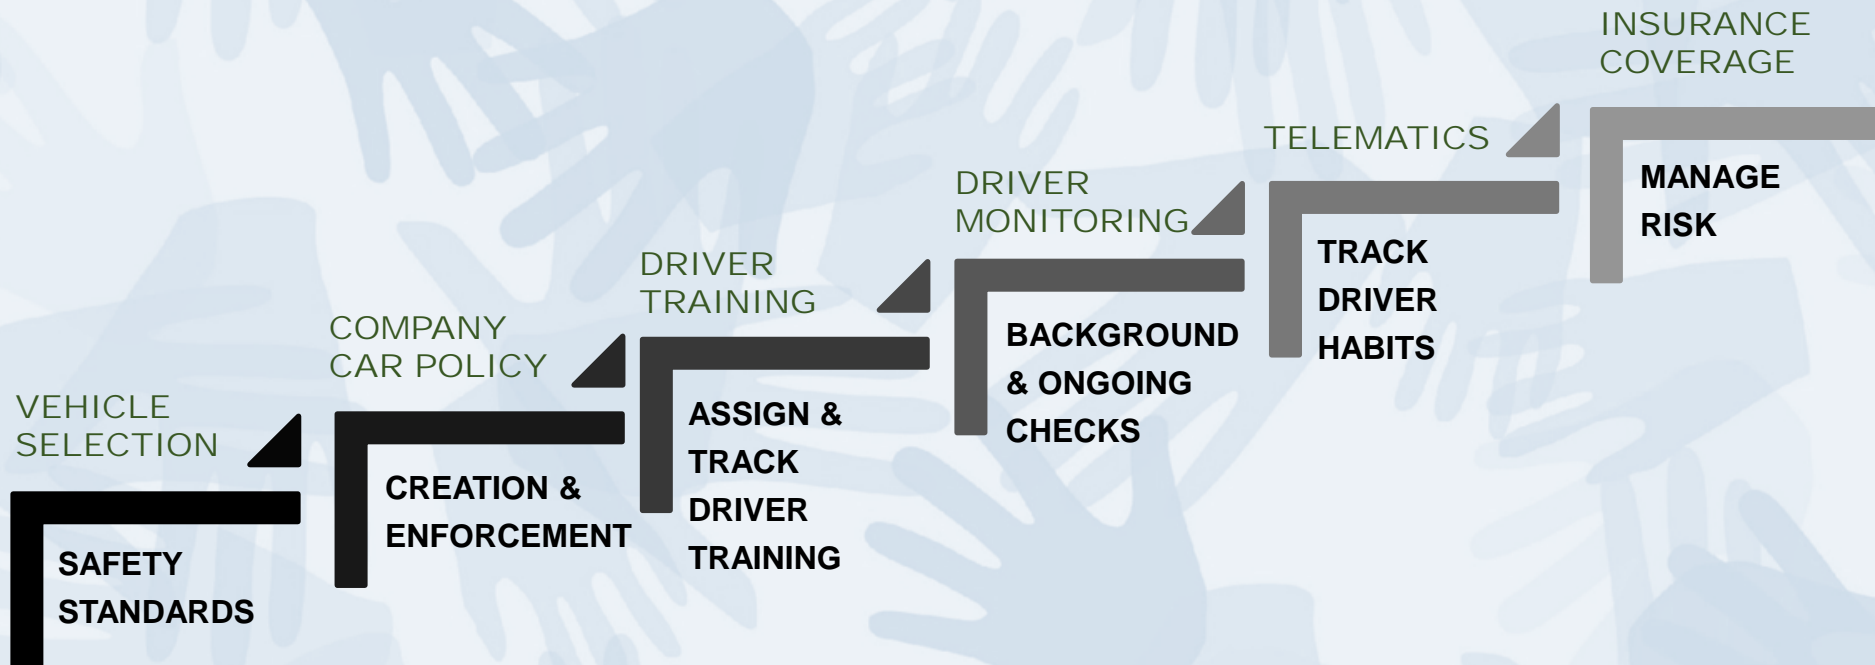 VEHICLE
SELECTION
SAFETY
STANDARDS
COMPANY
CAR POLICY
CREATION &
ENFORCEMENT
DRIVER
TRAINING
ASSIGN &
TRACK
DRIVER
TRAINING
DRIVER
MONITORING
BACKGROUND
& ONGOING
CHECKS
TELEMATICS
TRACK
DRIVER
HABITS
INSURANCE
COVERAGE
MANAGE
RISK